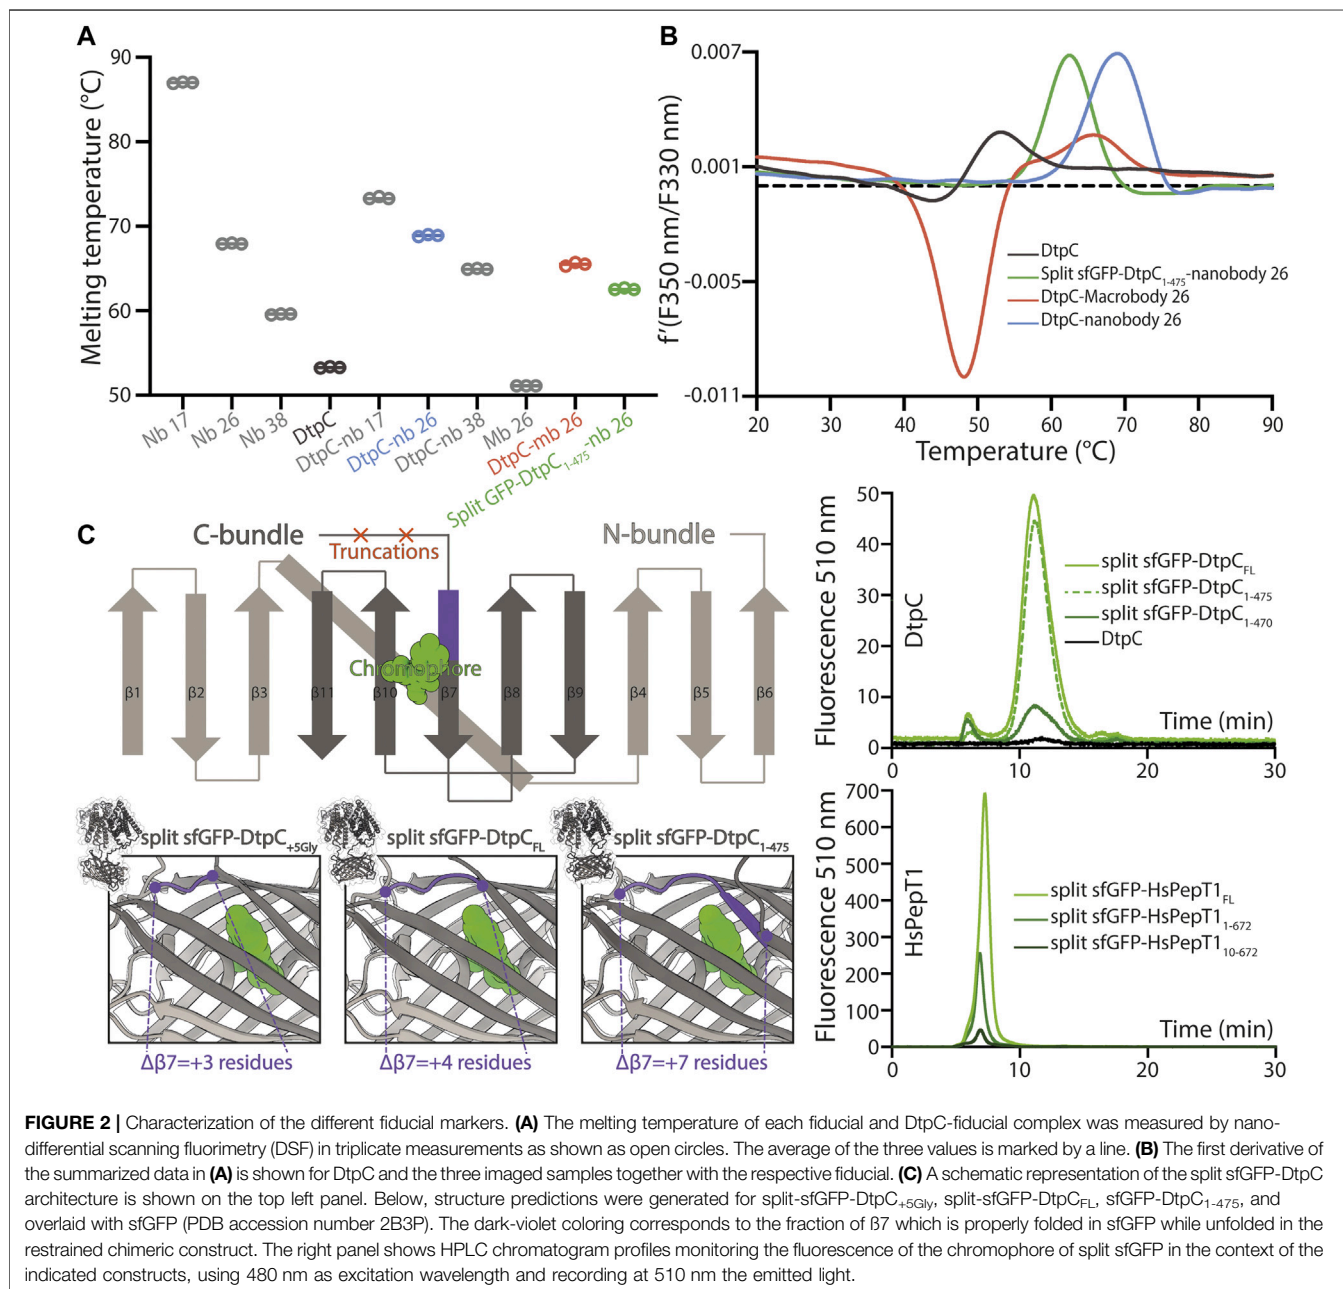 A
Melting temperature (°C)
90
80
70
60
50
Nb 17
Nb 26
Nb 38
DtpC
DtpC-nb 17
DtpC-nb 26
DtpC-nb 38
Mb 26
DtpC-mb 26
Split GFP-DtpC1-475-nb 26
B
f'(F350 nm/F330 nm)
0.007
0.001
-0.005
-0.011
DtpC
Split sfGFP-DtpC1-475-nanobody 26
DtpC-Macrobody 26
DtpC-nanobody 26
20 30 40 50 60 70 80 90
Temperature (°C)
C
C-bundle
Truncations
N-bundle
Chromophore
β1 β2 β3 β11 β10 β7 β8 β9 β4 β5 β6
split sfGFP-DtpC+5Gly
split sfGFP-DtpCFL
split sfGFP-DtpC1-475
Δβ7=+3 residues
Δβ7=+4 residues
Δβ7=+7 residues
DtpC
Fluorescence 510 nm
50
40
30
20
10
0
split sfGFP-DtpCFL
split sfGFP-DtpC1-475
split sfGFP-DtpC1-470
DtpC
Time (min)
0 10 20 30
HsPepT1
Fluorescence 510 nm
700
600
500
400
300
200
100
0
split sfGFP-HsPepT1FL
split sfGFP-HsPepT11-672
split sfGFP-HsPepT110-672
Time (min)
0 10 20 30
FIGURE 2 | Characterization of the different fiducial markers. (A) The melting temperature of each fiducial and DtpC-fiducial complex was measured by nano-
differential scanning fluorimetry (DSF) in triplicate measurements as shown as open circles. The average of the three values is marked by a line. (B) The first derivative of
the summarized data in (A) is shown for DtpC and the three imaged samples together with the respective fiducial. (C) A schematic representation of the split sfGFP-DtpC
architecture is shown on the top left panel. Below, structure predictions were generated for split-sfGFP-DtpC+5Gly, split-sfGFP-DtpCFL, sfGFP-DtpC1-475, and
overlaid with sfGFP (PDB accession number 2B3P). The dark-violet coloring corresponds to the fraction of ß7 which is properly folded in sfGFP while unfolded in the
restrained chimeric construct. The right panel shows HPLC chromatogram profiles monitoring the fluorescence of the chromophore of split sfGFP in the context of the
indicated constructs, using 480 nm as excitation wavelength and recording at 510 nm the emitted light.